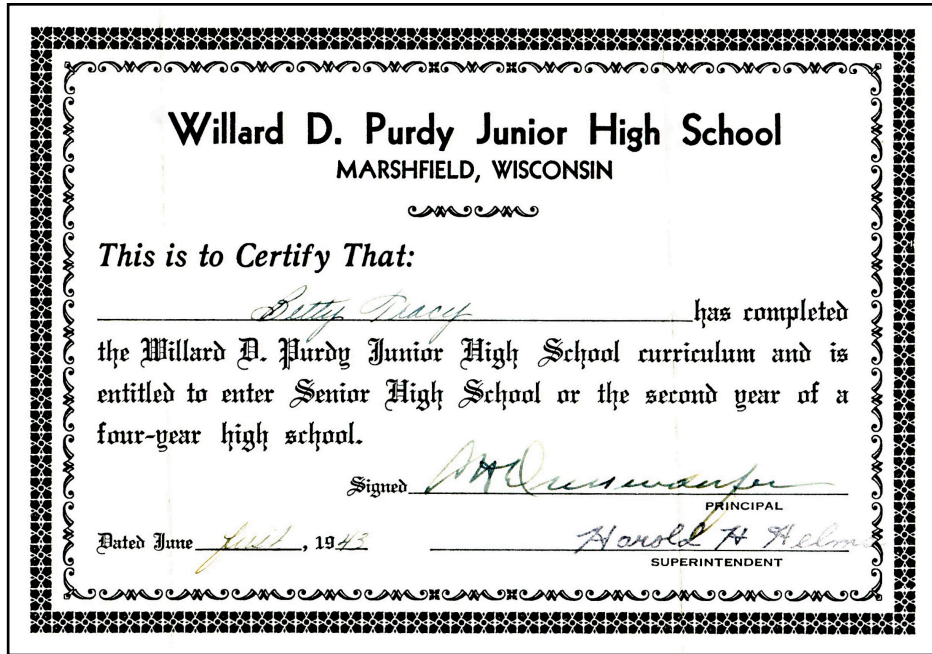 Willard D. Purdy Junior High School
MARSHFIELD, WISCONSIN
This is to Certify That:
Betty Tracy has completed
the Willard D. Purdy Junior High School curriculum and is
entitled to enter Senior High School or the second year of a
four-year high school.
Signed
PRINCIPAL
Dated June first, 1943 Harold H Helms
SUPERINTENDENT